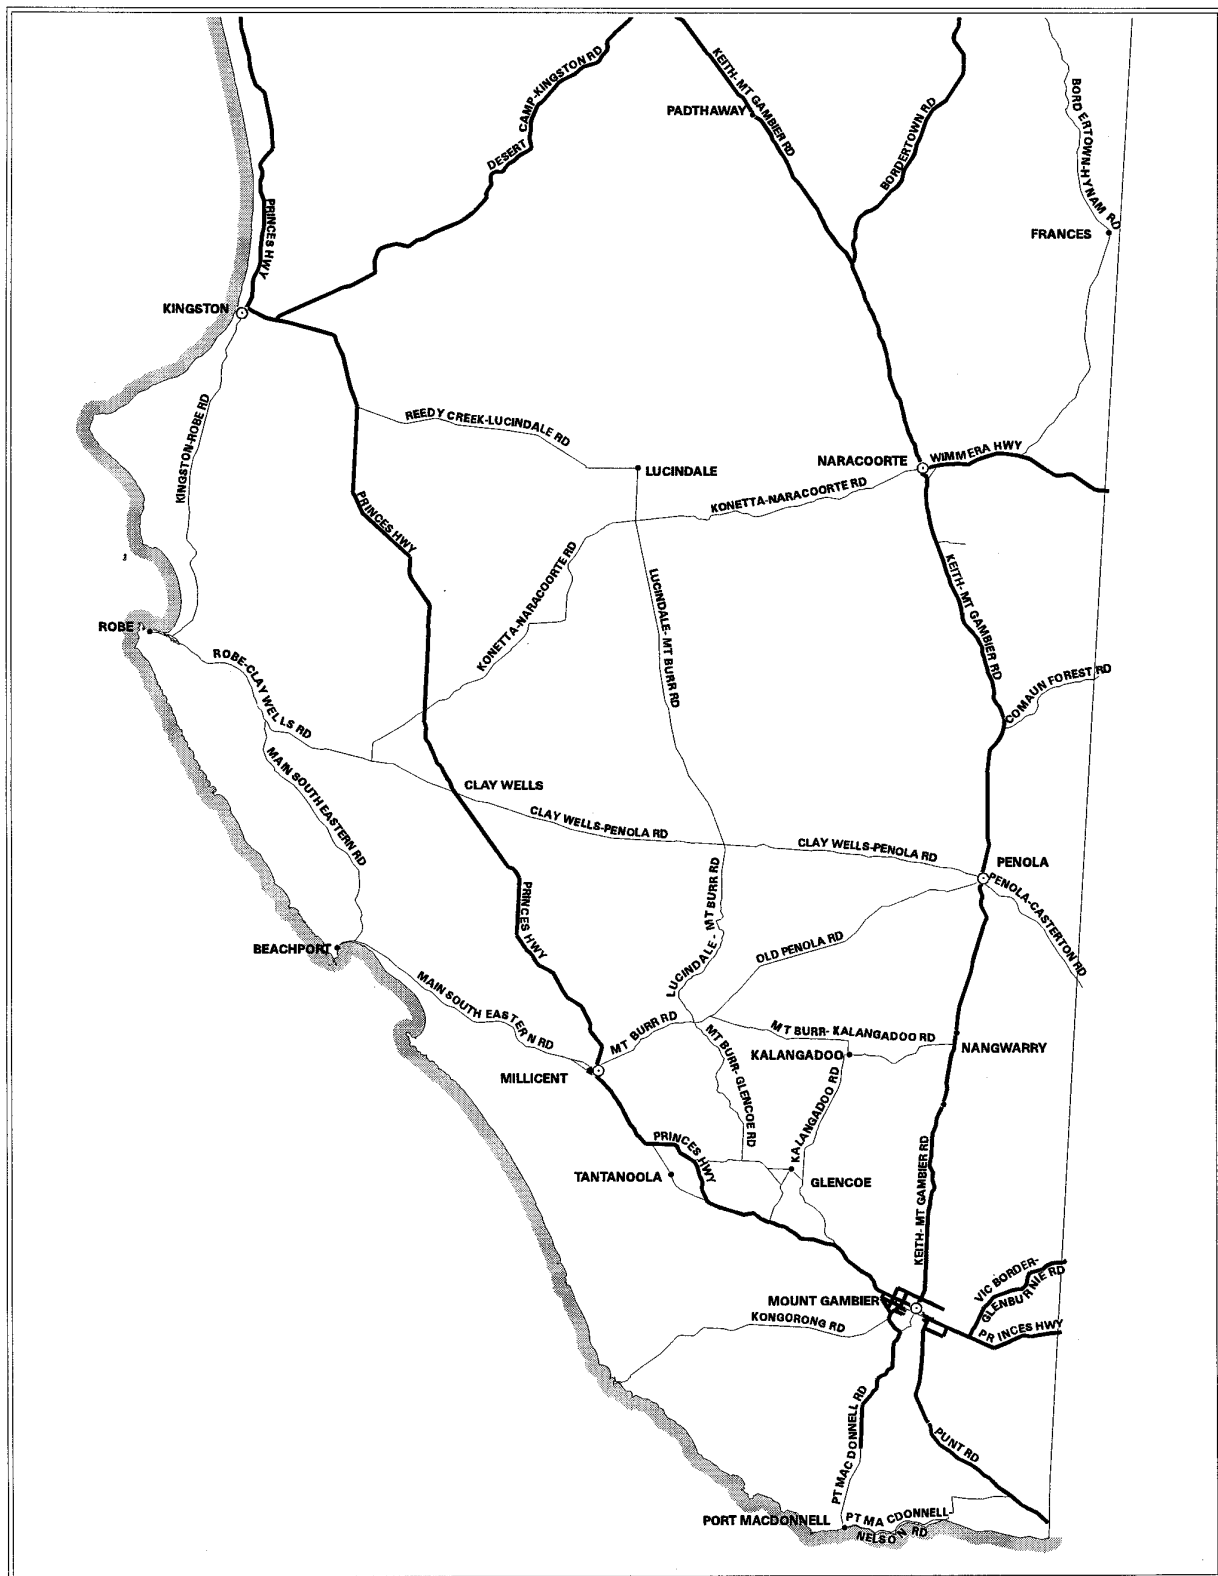 DESERT CAMP-KINGSTON RD
KEITH-MT GAMBIER RD
PADTHAWAY
BORDERTOWN RD
BORDERTOWN-HYNAM RD
FRANCES
PRINCES HWY
KINGSTON
KINGSTON-ROBE RD
REEDY CREEK-LUCINDALE RD
LUCINDALE
NARACOORTE
WIMMERA HWY
KONETTA-NARACOORTE RD
PRINCES HWY
KONETTA-NARACOORTE RD
LUCINDALE-MT BURR RD
KEITH-MT GAMBIER RD
ROBE
ROBE-CLAY WELLS RD
COMAUN FOREST RD
MAIN SOUTH EASTERN RD
CLAY WELLS
CLAY WELLS-PENOLA RD
CLAY WELLS-PENOLA RD
PENOLA
PENOLA-CASTERTON RD
PRINCES HWY
LUCINDALE-MT BURR RD
OLD PENOLA RD
BEACHPORT
MAIN SOUTH EASTERN RD
MT BURR RD
MT BURR-KALANGADOO RD
MT BURR-GLENCOE RD
KALANGADOO
NANGWARRY
MILLICENT
KALANGADOO RD
PRINCES HWY
TANTANOOLA
GLENCOE
KEITH-MT GAMBIER RD
VIC BORDER-
GLENBURNIE RD
MOUNT GAMBIER
KONGORONG RD
PRINCES HWY
PT MACDONNELL RD
PUNT RD
PORT MACDONNELL
PT MACDONNELL-
NELSON RD